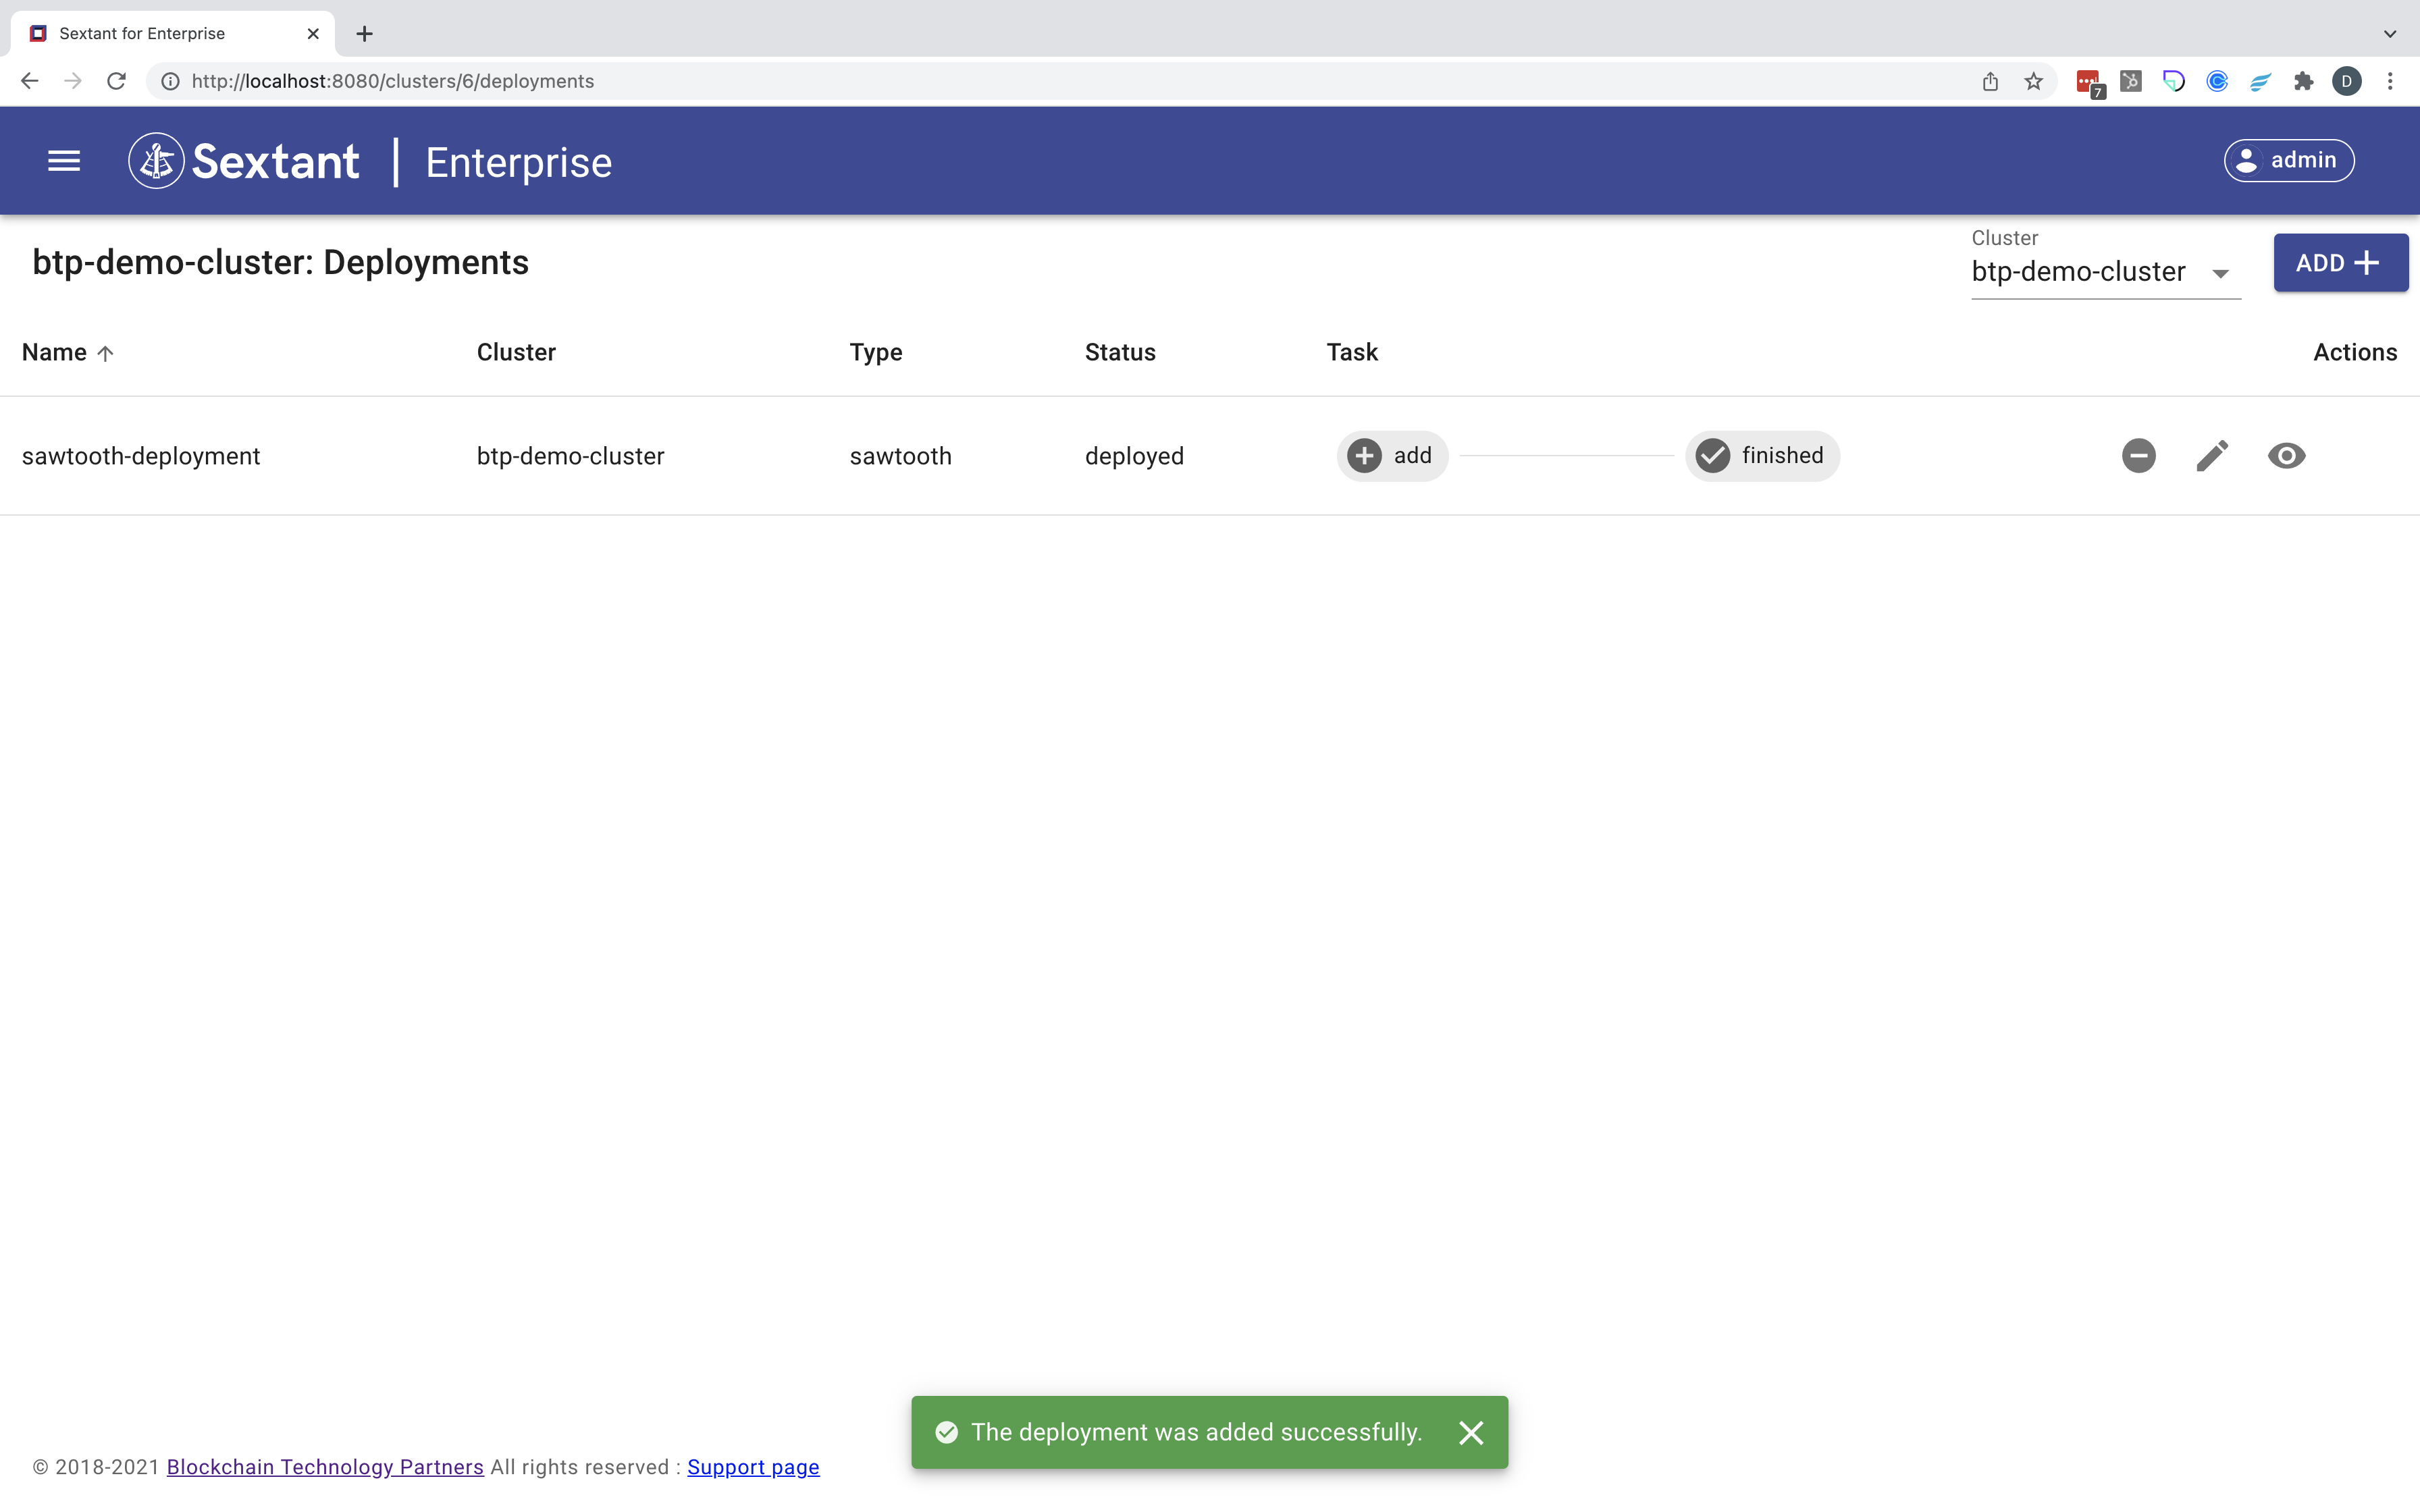 Sextant for Enterprise
http://localhost:8080/clusters/6/deployments
7
D
Sextant | Enterprise
admin
btp-demo-cluster: Deployments
Cluster
btp-demo-cluster
ADD
Name Cluster Type Status Task Actions
sawtooth-deployment btp-demo-cluster sawtooth deployed add finished
The deployment was added successfully.
© 2018-2021 Blockchain Technology Partners All rights reserved : Support page